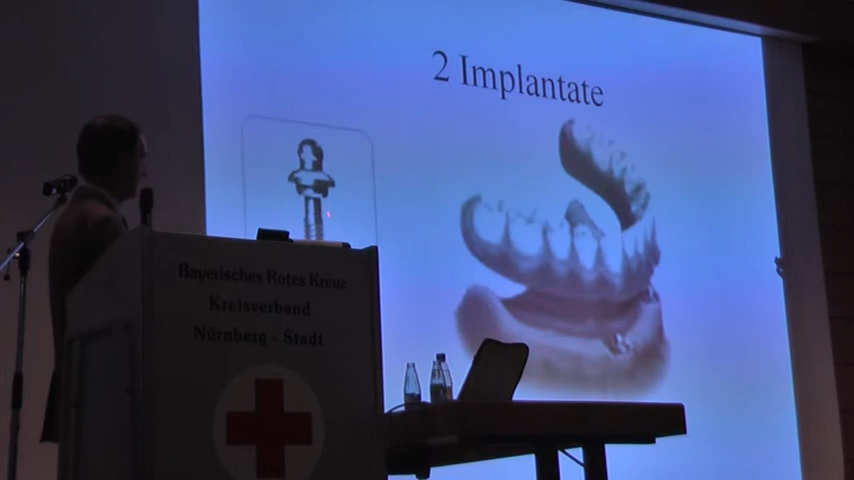 2 Implantate
Bayerisches Rotes Kreuz
Kreisverband
Nürnberg - Stadt